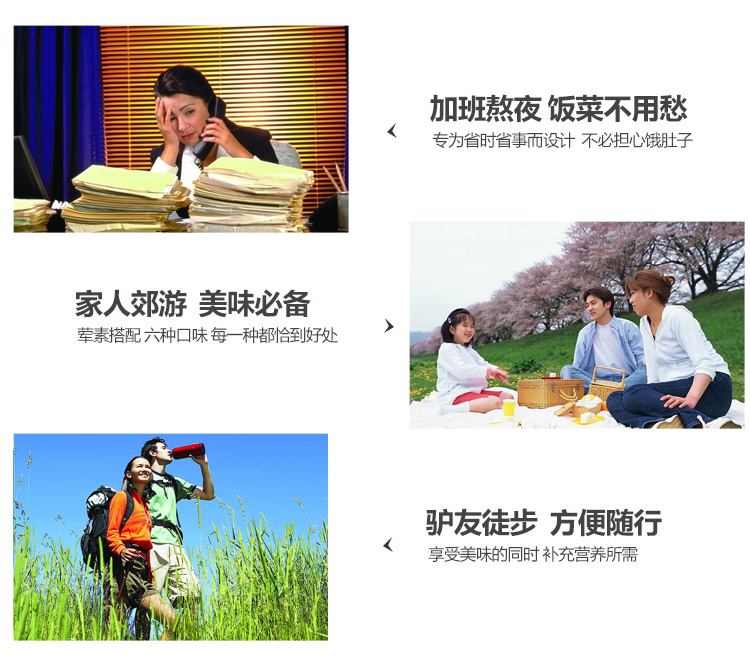 加班熬夜 饭菜不用愁
专为省时省事而设计 不必担心饿肚子
家人郊游 美味必备
荤素搭配 六种口味 每一种都恰到好处
驴友徒步 方便随行
享受美味的同时 补充营养所需